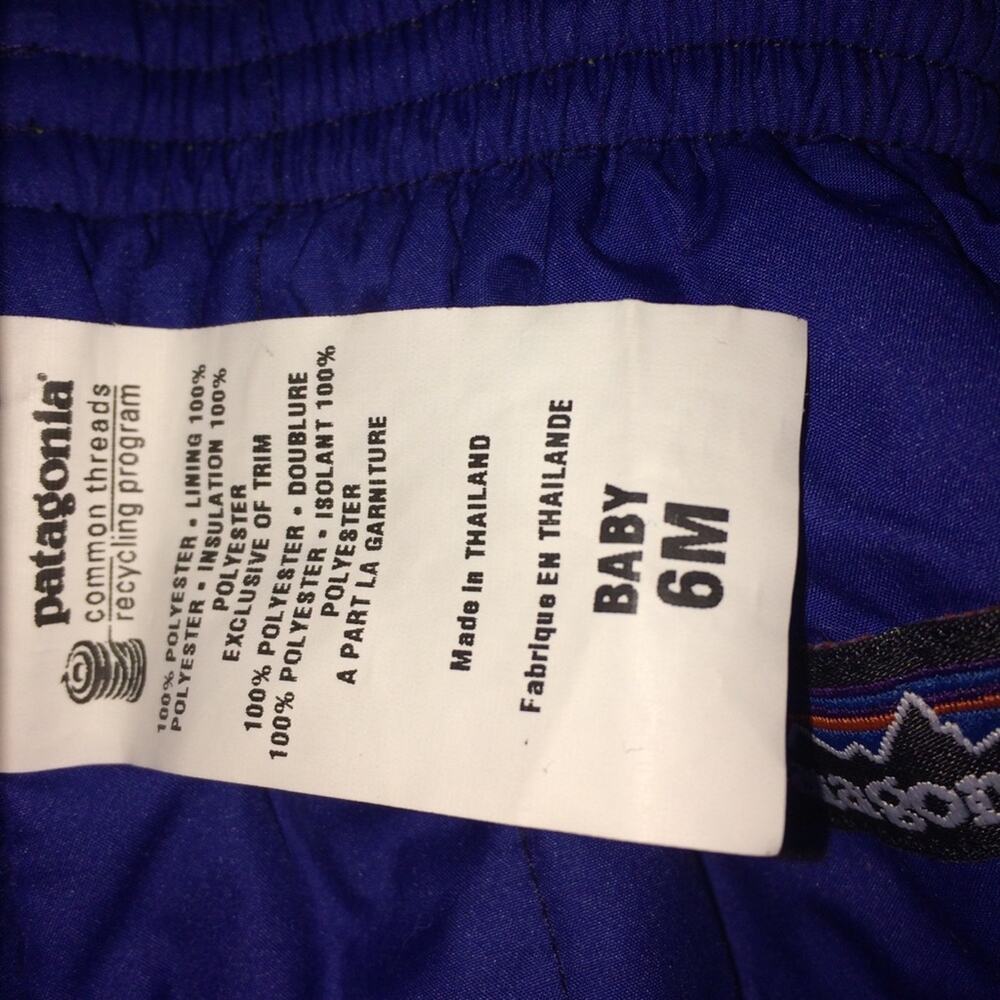 patagonia®
common threads
recycling program
100% POLYESTER • LINING 100%
POLYESTER • INSULATION 100%
POLYESTER
EXCLUSIVE OF TRIM
100% POLYESTER • DOUBLURE
100% POLYESTER • ISOLANT 100%
POLYESTER
A PART LA GARNITURE
Made in THAILAND
Fabrique EN THAILANDE
BABY
6M
agon